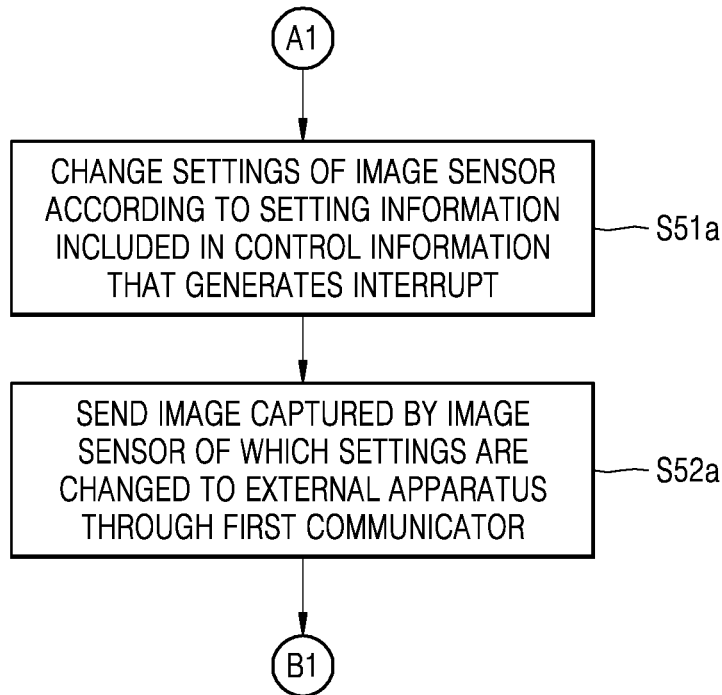 A1
CHANGE SETTINGS OF IMAGE SENSOR
ACCORDING TO SETTING INFORMATION
INCLUDED IN CONTROL INFORMATION
THAT GENERATES INTERRUPT
S51a
SEND IMAGE CAPTURED BY IMAGE
SENSOR OF WHICH SETTINGS ARE
CHANGED TO EXTERNAL APPARATUS
THROUGH FIRST COMMUNICATOR
S52a
B1